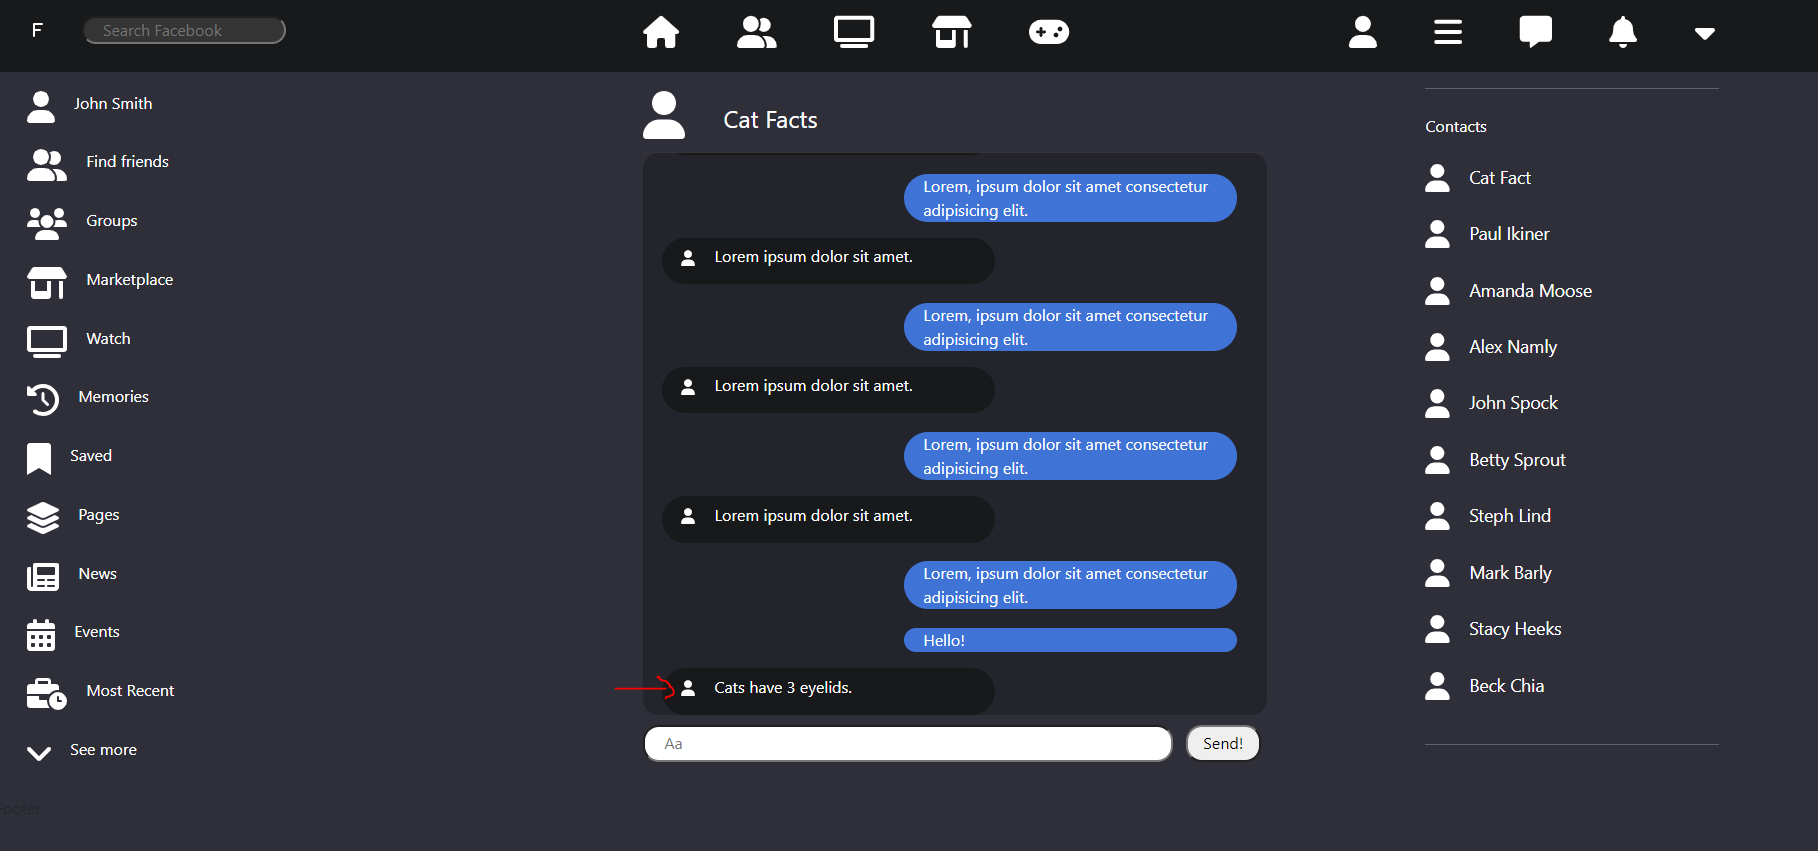 F
Search Facebook
John Smith
Find friends
Groups
Marketplace
Watch
Memories
Saved
Pages
News
Events
Most Recent
See more
Footer
Cat Facts
Lorem, ipsum dolor sit amet consectetur
adipisicing elit.
Lorem ipsum dolor sit amet.
Lorem, ipsum dolor sit amet consectetur
adipisicing elit.
Lorem ipsum dolor sit amet.
Lorem, ipsum dolor sit amet consectetur
adipisicing elit.
Lorem ipsum dolor sit amet.
Lorem, ipsum dolor sit amet consectetur
adipisicing elit.
Hello!
Cats have 3 eyelids.
Aa
Send!
Contacts
Cat Fact
Paul Ikiner
Amanda Moose
Alex Namly
John Spock
Betty Sprout
Steph Lind
Mark Barly
Stacy Heeks
Beck Chia